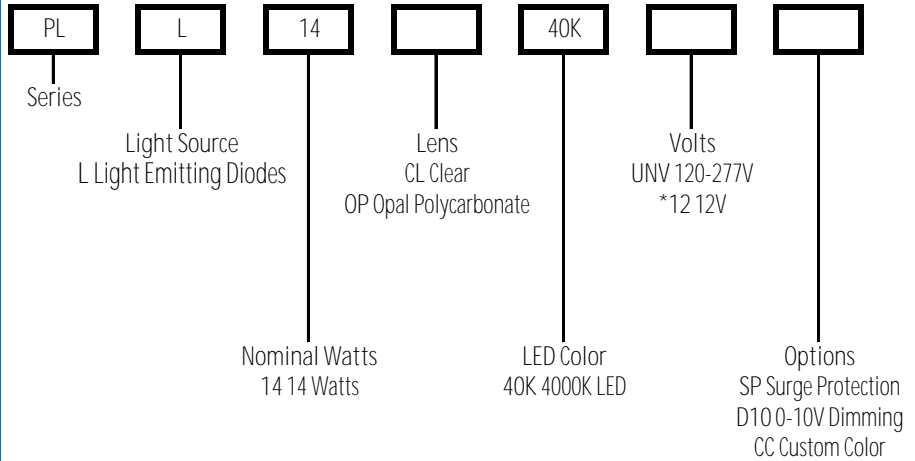 PL L 14 40K
Series
Light Source
L Light Emitting Diodes
Lens
CL Clear
OP Opal Polycarbonate
Volts
UNV 120-277V
*12 12V
Nominal Watts
14 14 Watts
LED Color
40K 4000K LED
Options
SP Surge Protection
D10 0-10V Dimming
CC Custom Color